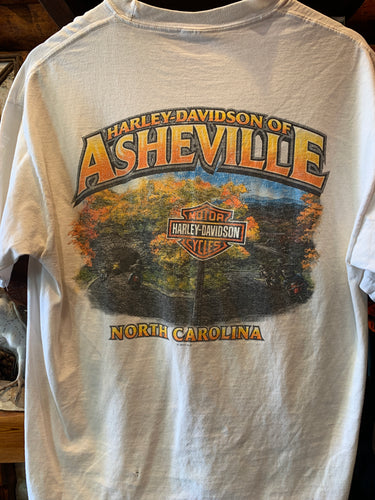 HARLEY-DAVIDSON OF
ASHEVILLE
MOTOR
HARLEY-DAVIDSON
CYCLES
NORTH CAROLINA